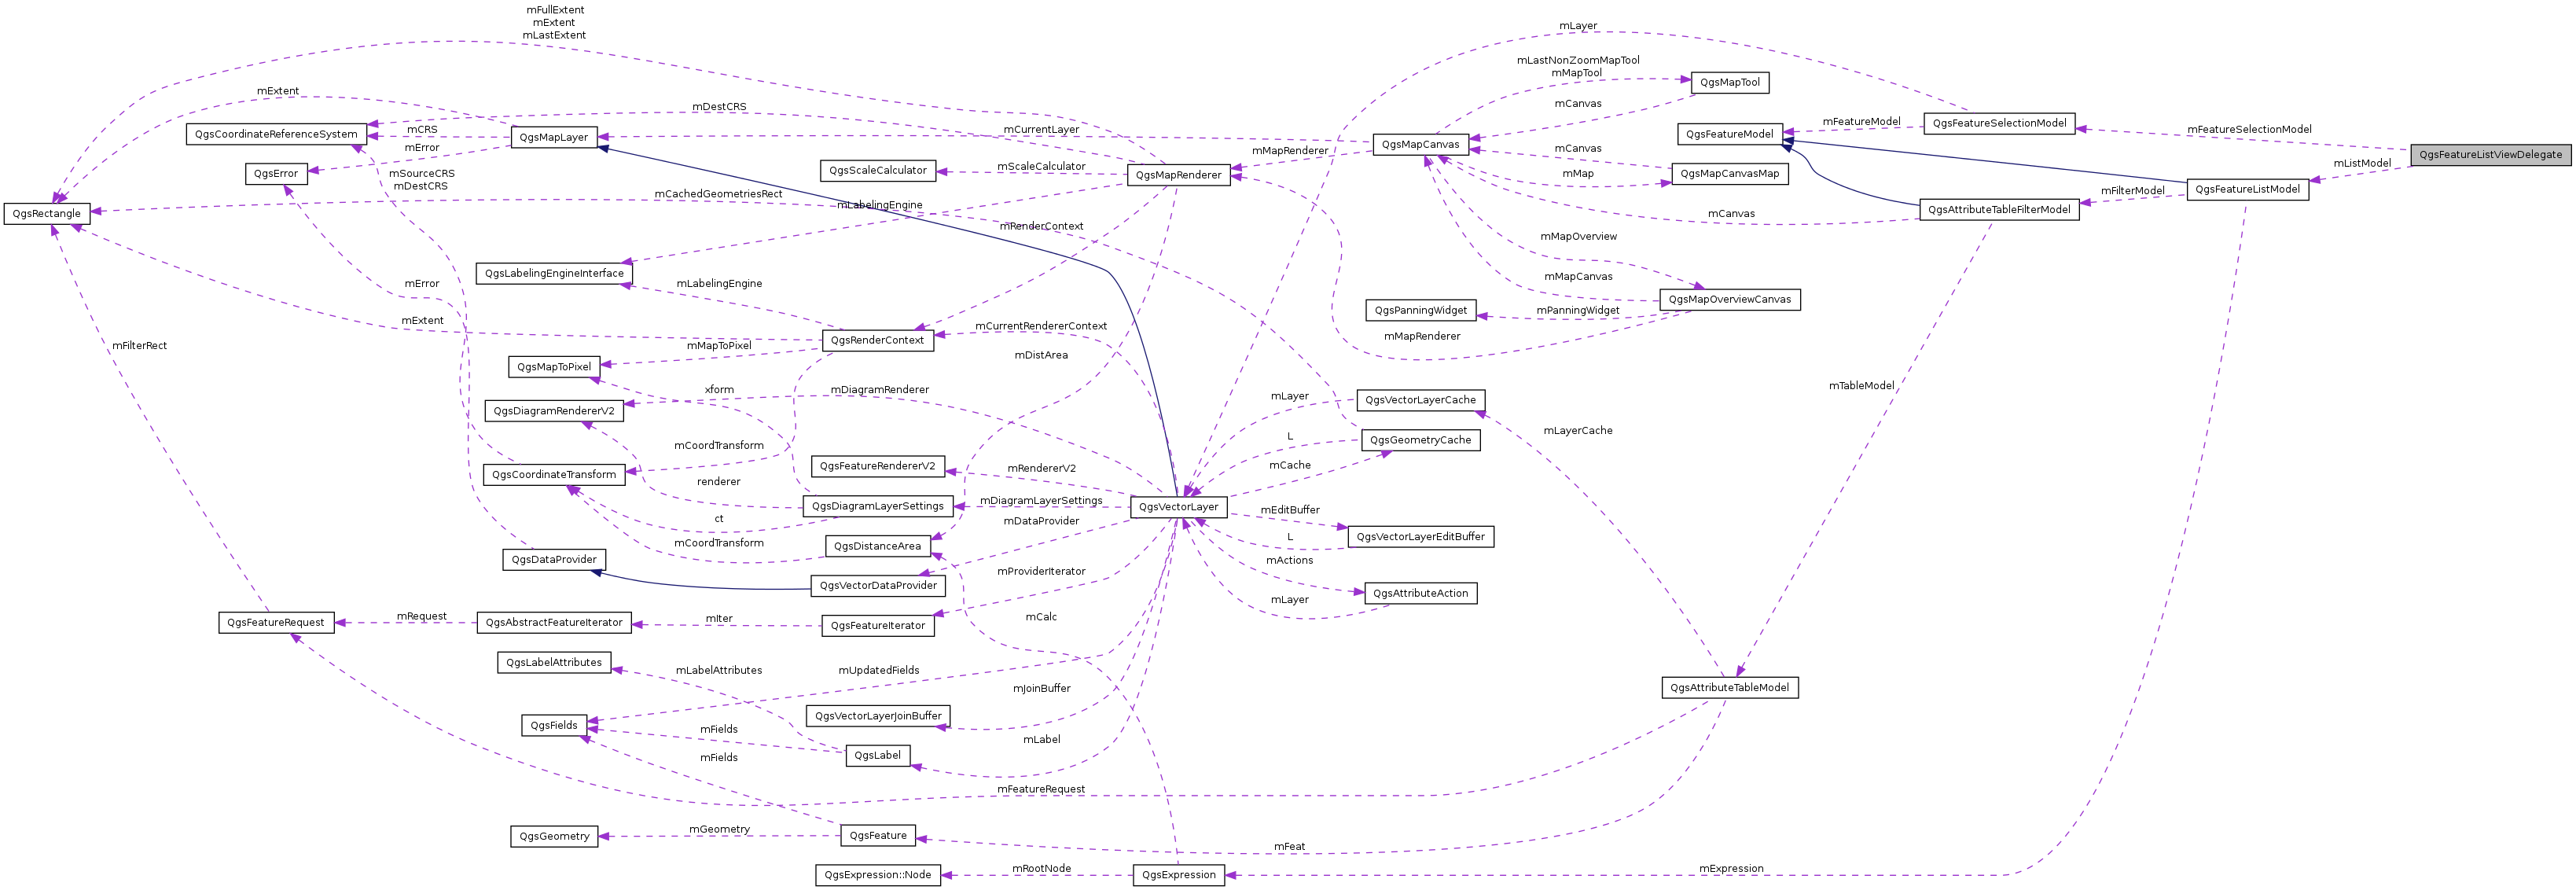 mFullExtent
mExtent
mLastExtent
mLayer
mLastNonZoomMapTool
mMapTool
QgsMapTool
mExtent
mDestCRS
mCanvas
QgsCoordinateReferenceSystem
mCRS
QgsMapLayer
mCurrentLayer
QgsFeatureModel
mFeatureModel
QgsFeatureSelectionModel
mFeatureSelectionModel
mError
QgsMapCanvas
mMapRenderer
mCanvas
QgsFeatureListViewDelegate
mListModel
QgsError
mSourceCRS
mDestCRS
QgsScaleCalculator
mScaleCalculator
QgsMapRenderer
mMap
QgsMapCanvasMap
mFilterModel
QgsFeatureListModel
mCachedGeometriesRect
QgsRectangle
mLabelingEngine
mCanvas
QgsAttributeTableFilterModel
mRenderContext
mMapOverview
QgsLabelingEngineInterface
mMapCanvas
mError
mLabelingEngine
QgsMapOverviewCanvas
QgsPanningWidget
mPanningWidget
mExtent
mCurrentRendererContext
QgsRenderContext
mMapRenderer
mFilterRect
mMapToPixel
mDistArea
QgsMapToPixel
xform
mDiagramRenderer
mTableModel
QgsDiagramRendererV2
mLayer
QgsVectorLayerCache
mLayerCache
mCoordTransform
L
QgsGeometryCache
QgsCoordinateTransform
QgsFeatureRendererV2
mRendererV2
mCache
renderer
QgsDiagramLayerSettings
mDiagramLayerSettings
QgsVectorLayer
mEditBuffer
ct
mDataProvider
L
QgsVectorLayerEditBuffer
mCoordTransform
QgsDistanceArea
QgsDataProvider
mActions
mProviderIterator
QgsVectorDataProvider
mLayer
QgsAttributeAction
QgsFeatureRequest
mRequest
QgsAbstractFeatureIterator
mIter
QgsFeatureIterator
mCalc
QgsLabelAttributes
mLabelAttributes
mUpdatedFields
mJoinBuffer
QgsAttributeTableModel
QgsFields
mFields
QgsVectorLayerJoinBuffer
mLabel
QgsLabel
mFields
mFeatureRequest
QgsGeometry
mGeometry
QgsFeature
mFeat
QgsExpression::Node
mRootNode
QgsExpression
mExpression